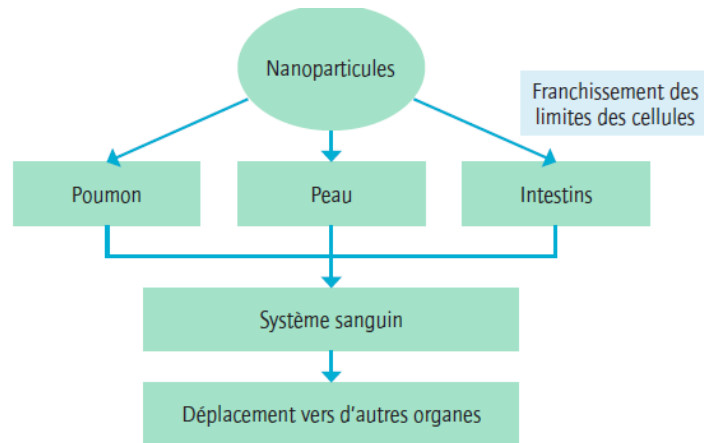 Nanoparticules
Franchissement des
limites des cellules
Poumon
Peau
Intestins
Système sanguin
Déplacement vers d'autres organes